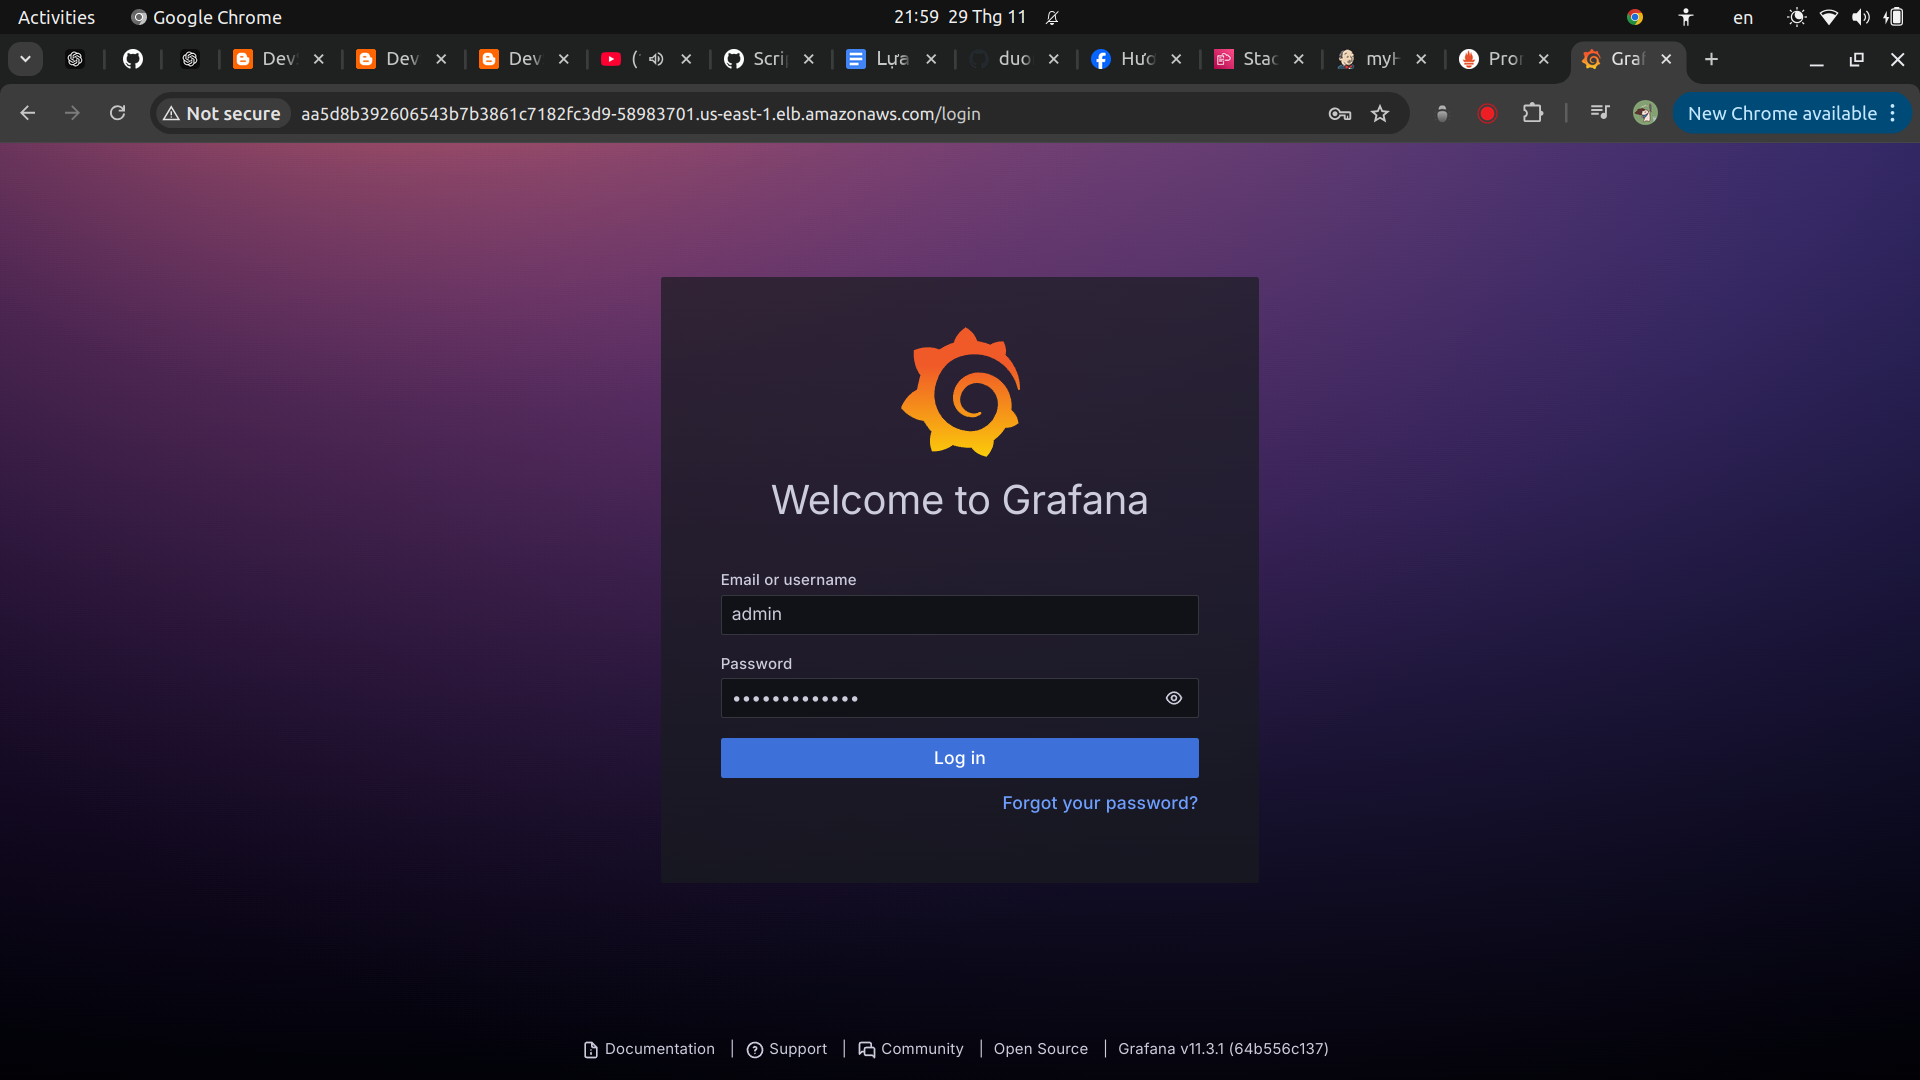 Activities Google Chrome 21:59 29 Thg 11 en
Dev Dev Dev ( Scri Lựa duo Hướ Stac myH Pror Graf
Not secure aa5d8b392606543b7b3861c7182fc3d9-58983701.us-east-1.elb.amazonaws.com/login New Chrome available
Welcome to Grafana
Email or username
admin
Password
•••••••••••••
Log in
Forgot your password?
Documentation | Support | Community | Open Source | Grafana v11.3.1 (64b556c137)